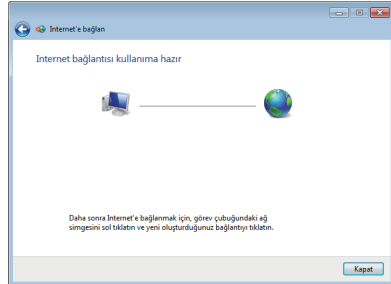 Internet'e bağlan
Internet bağlantısı kullanıma hazır
Daha sonra Internet'e bağlanmak için, görev çubuğundaki ağ
simgesini sol tıklatın ve yeni oluşturduğunuz bağlantıyı tıklatın.
Kapat